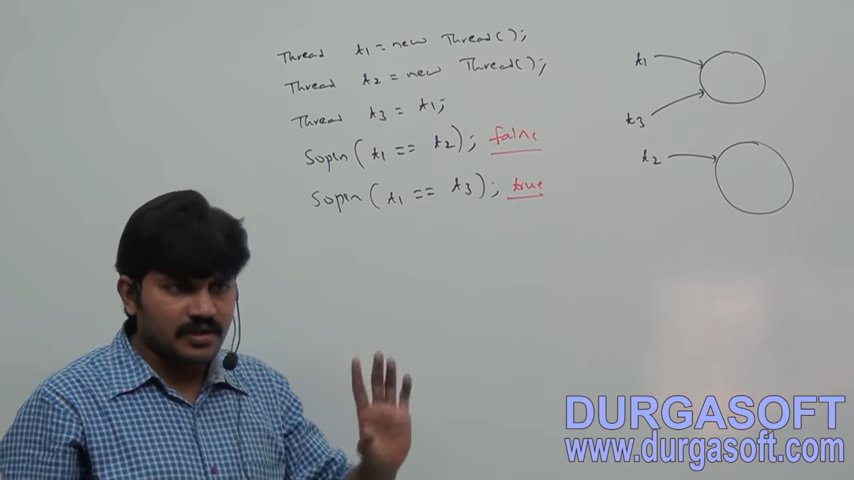 Thread t1 = new Thread();
Thread t2 = new Thread();
Thread t3 = t1;
Sopln(t1 == t2); false
Sopln(t1 == t3); true
t1
t3
t2
DURGASOFT
www.durgasoft.com